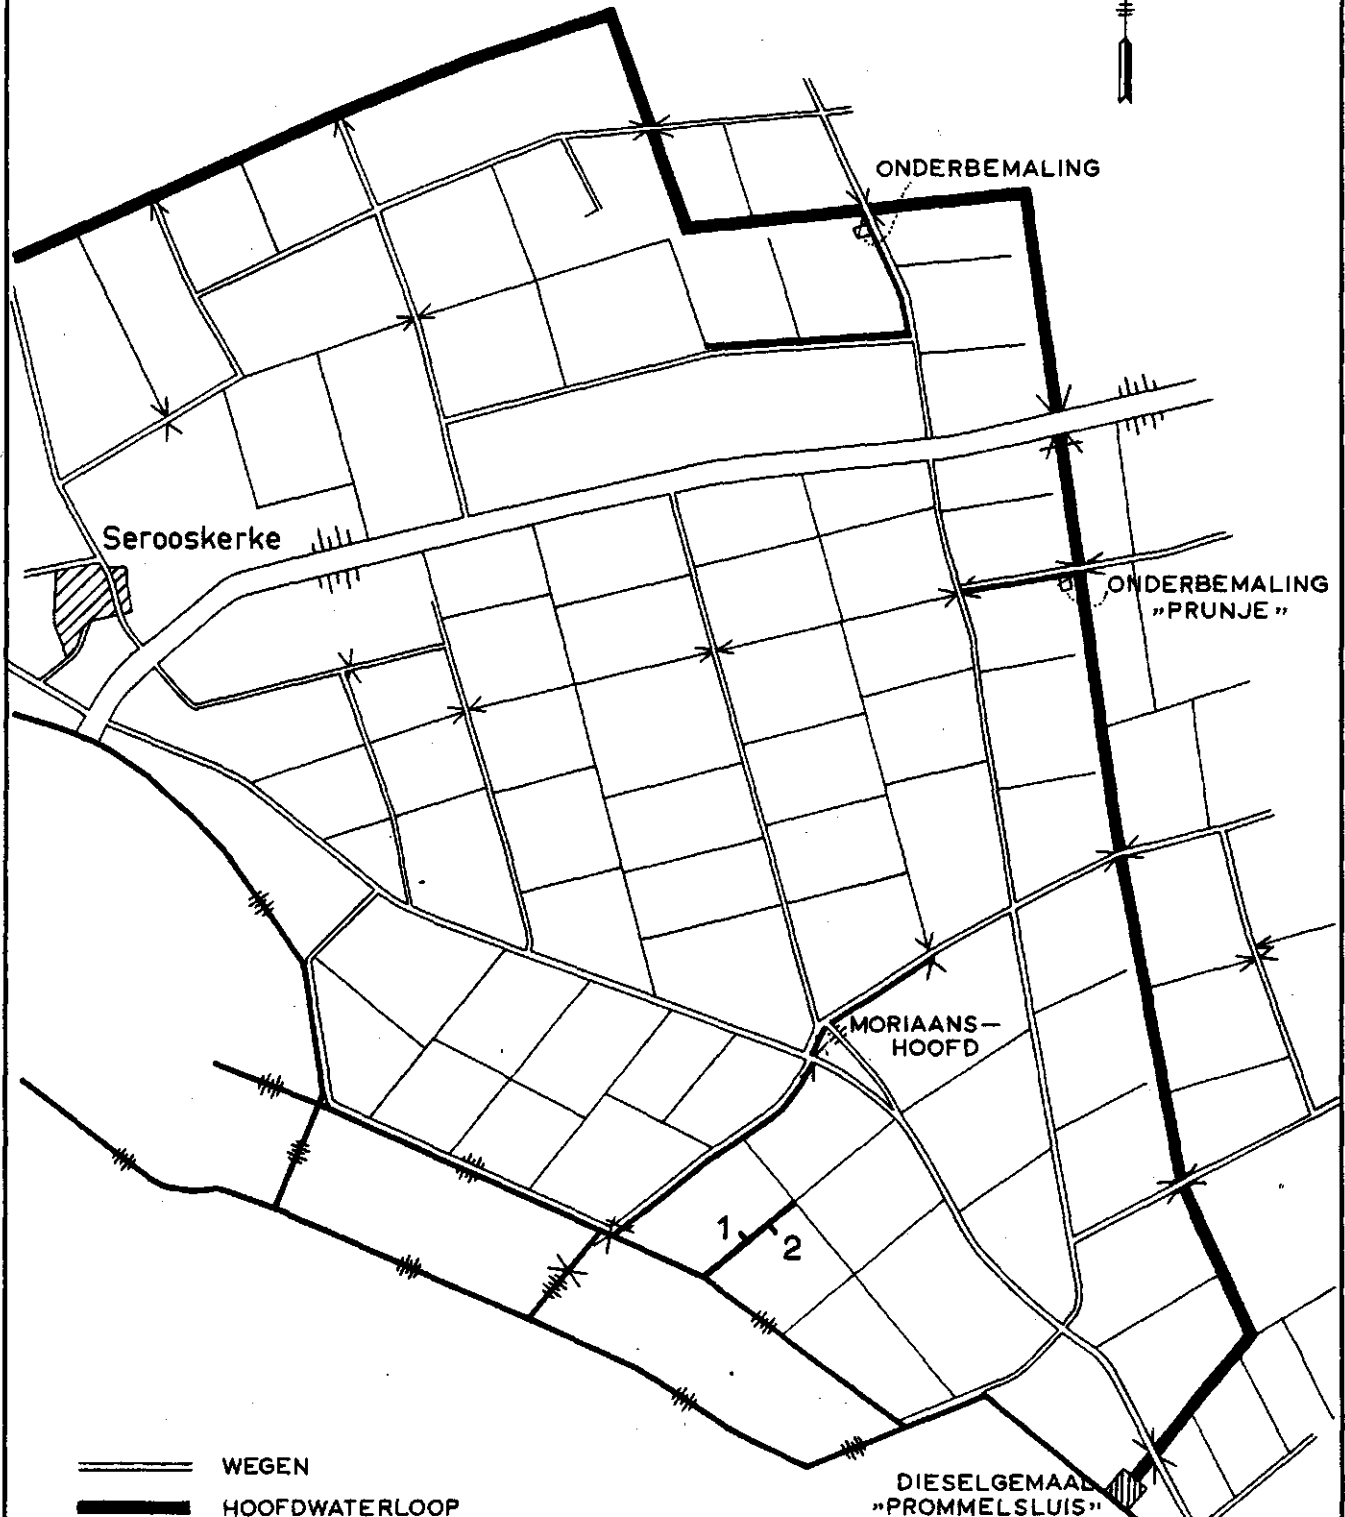 ONDERBEMALING
Serooskerke
ONDERBEMALING
„PRUNJE”
MORIAANS-
HOOFD
1
2
WEGEN
HOOFDWATERLOOP
DIESELGEMAAL
„PROMMELSLUIS”